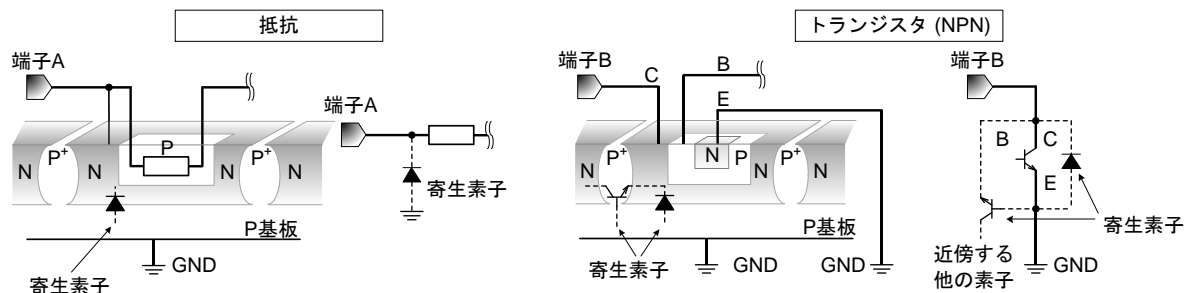 抵抗
トランジスタ (NPN)
端子A
端子A
N
P+
N
P
N
P+
N
寄生素子
P基板
GND
寄生素子
端子B
C
B
E
N
P+
N
P
N
P+
N
P基板
寄生素子
GND
GND
端子B
B
C
E
寄生素子
近傍する
他の素子
GND